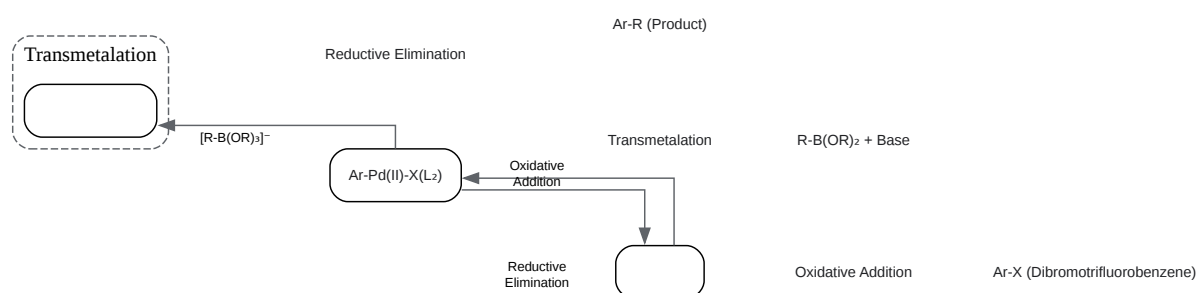 Ar-R (Product)
Transmetalation
Reductive Elimination
[R-B(OR)₃]⁻
Transmetalation
R-B(OR)₂ + Base
Ar-Pd(II)-X(L₂)
Oxidative
Addition
Reductive
Elimination
Oxidative Addition
Ar-X (Dibromotrifluorobenzene)